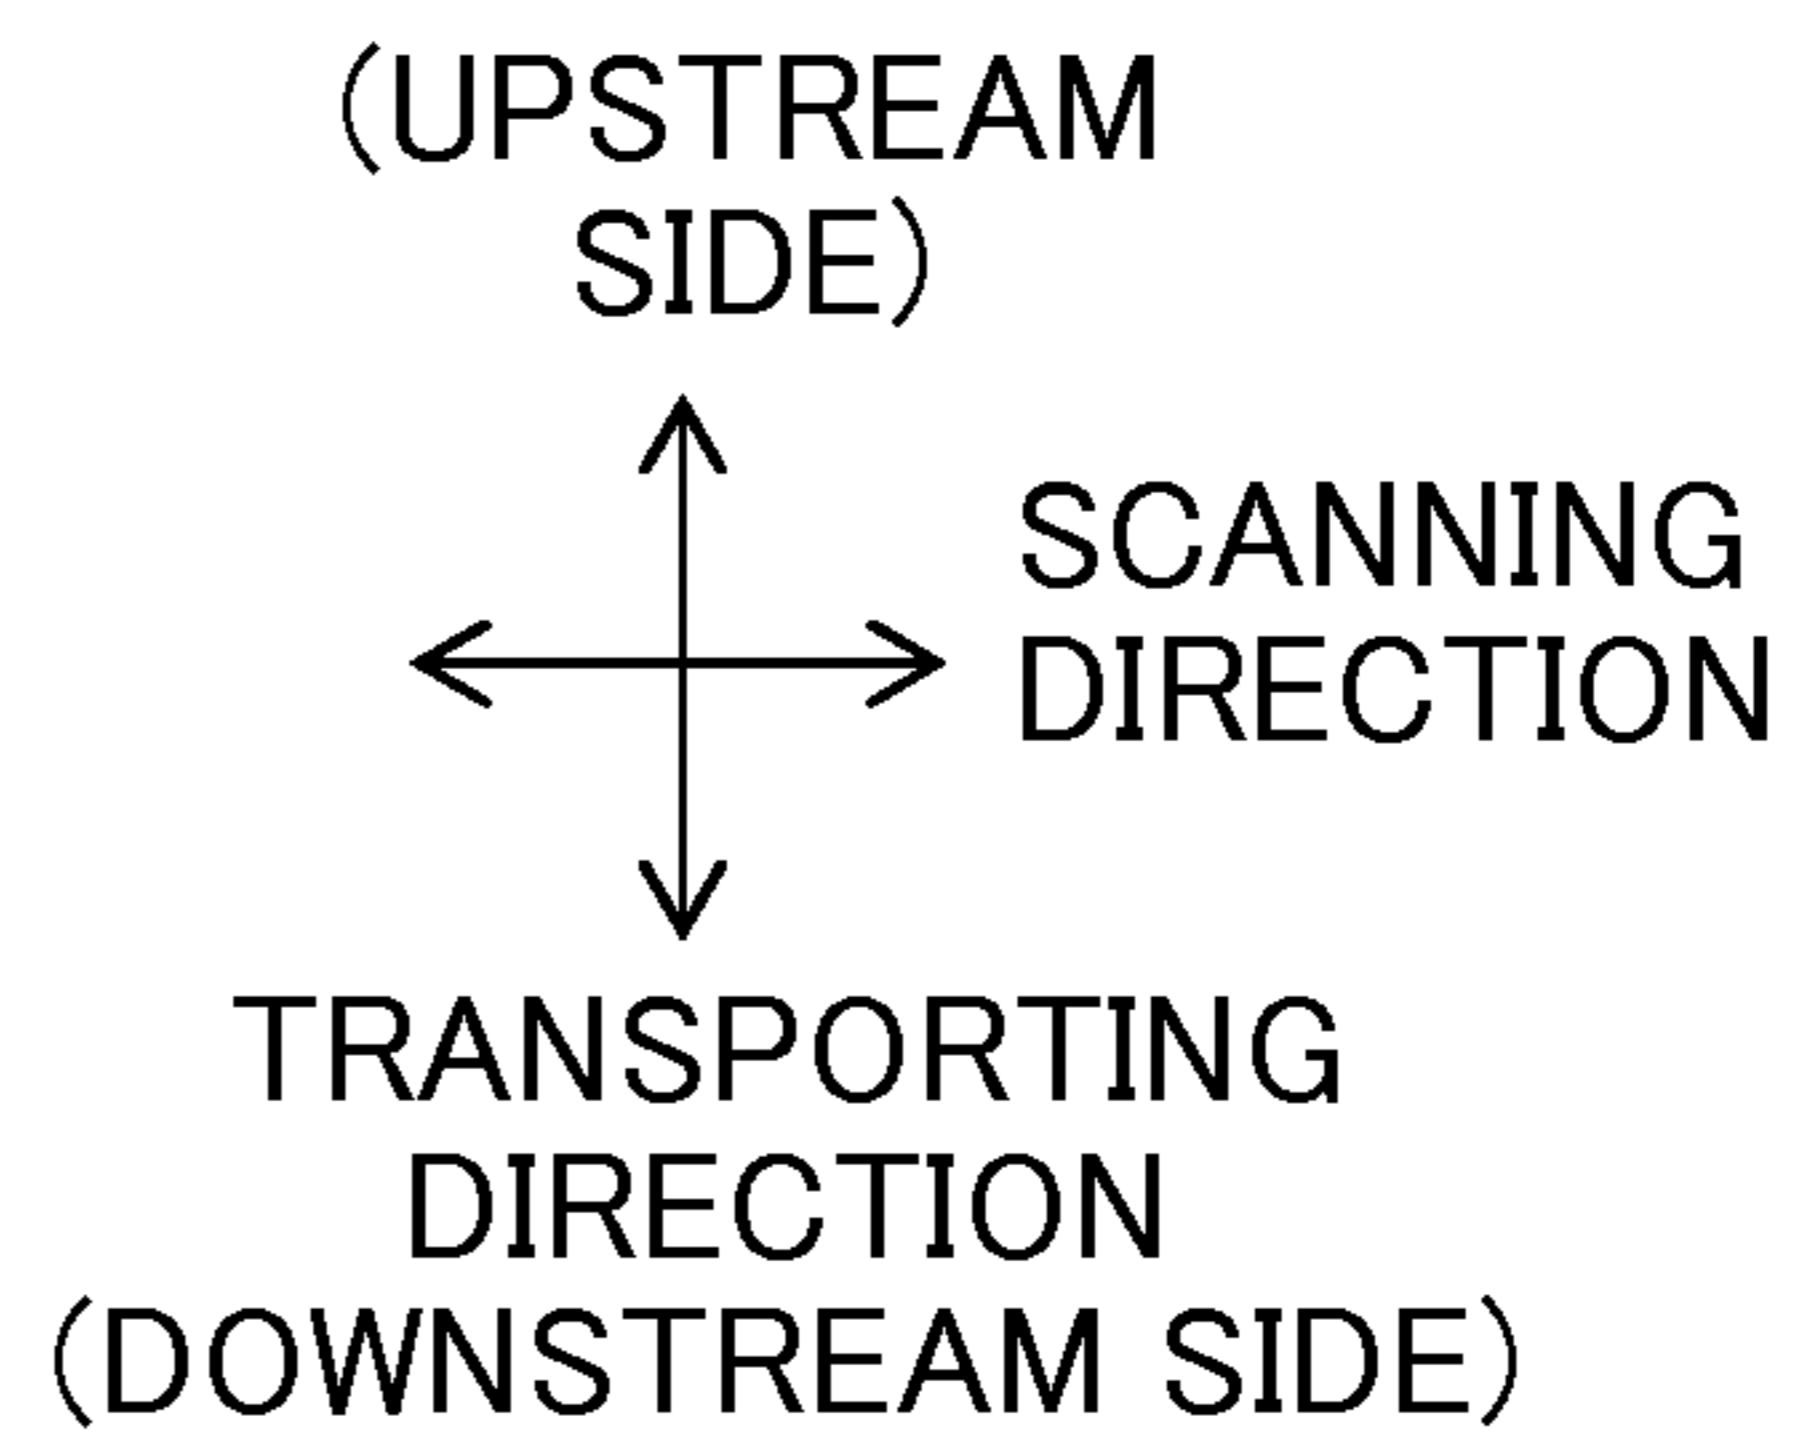 (UPSTREAM
SIDE)
SCANNING
DIRECTION
TRANSPORTING
DIRECTION
(DOWNSTREAM SIDE)